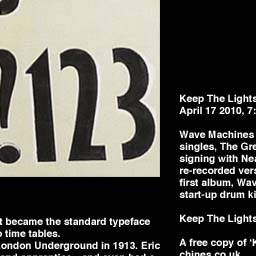 ?123
t became the standard typeface
time tables.
ondon Underground in 1913. Eric
Keep The Lights
April 17 2010, 7:
Wave Machines
singles, The Gre
signing with Nea
re-recorded vers
first album, Wav
start-up drum ki
Keep The Lights
A free copy of 'K
chines.co.uk